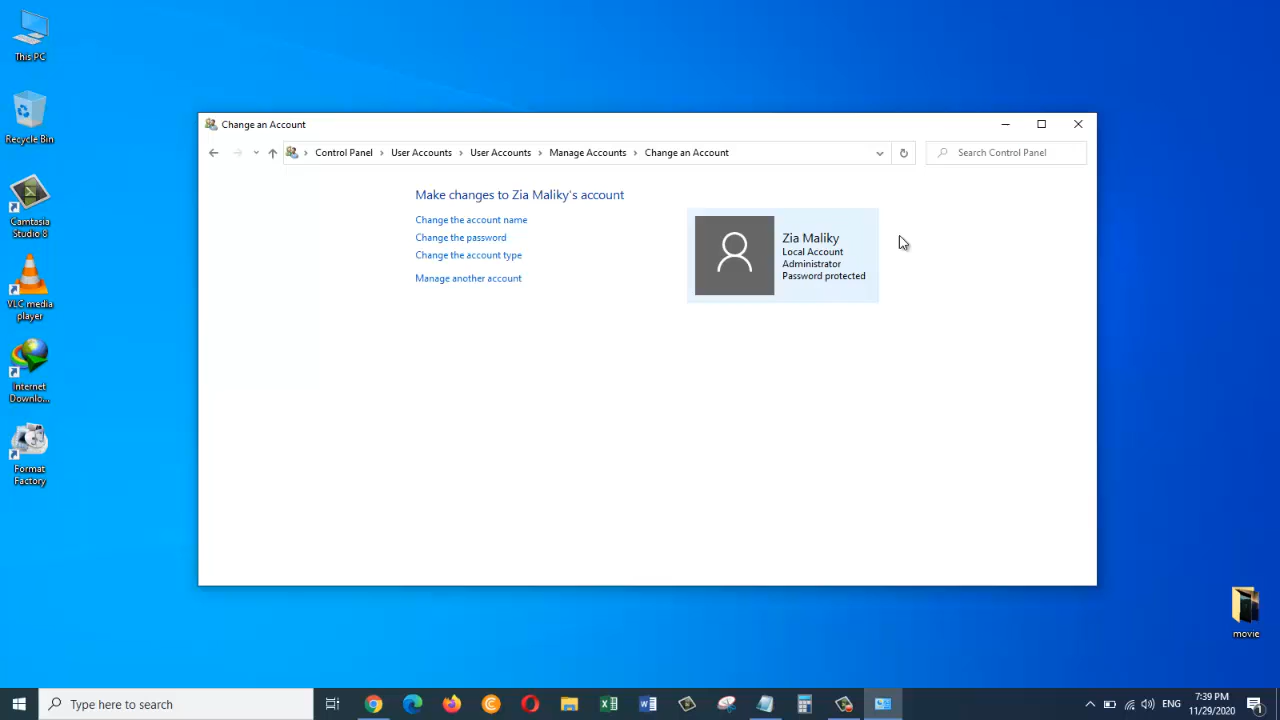 This PC
Recycle Bin
Camtasia
Studio 8
VLC media
player
Internet
Downlo...
Format
Factory
Change an Account
Control Panel
User Accounts
User Accounts
Manage Accounts
Change an Account
Search Control Panel
Make changes to Zia Maliky's account
Change the account name
Change the password
Change the account type
Manage another account
Zia Maliky
Local Account
Administrator
Password protected
movie
Type here to search
ENG
7:39 PM
11/29/2020
1